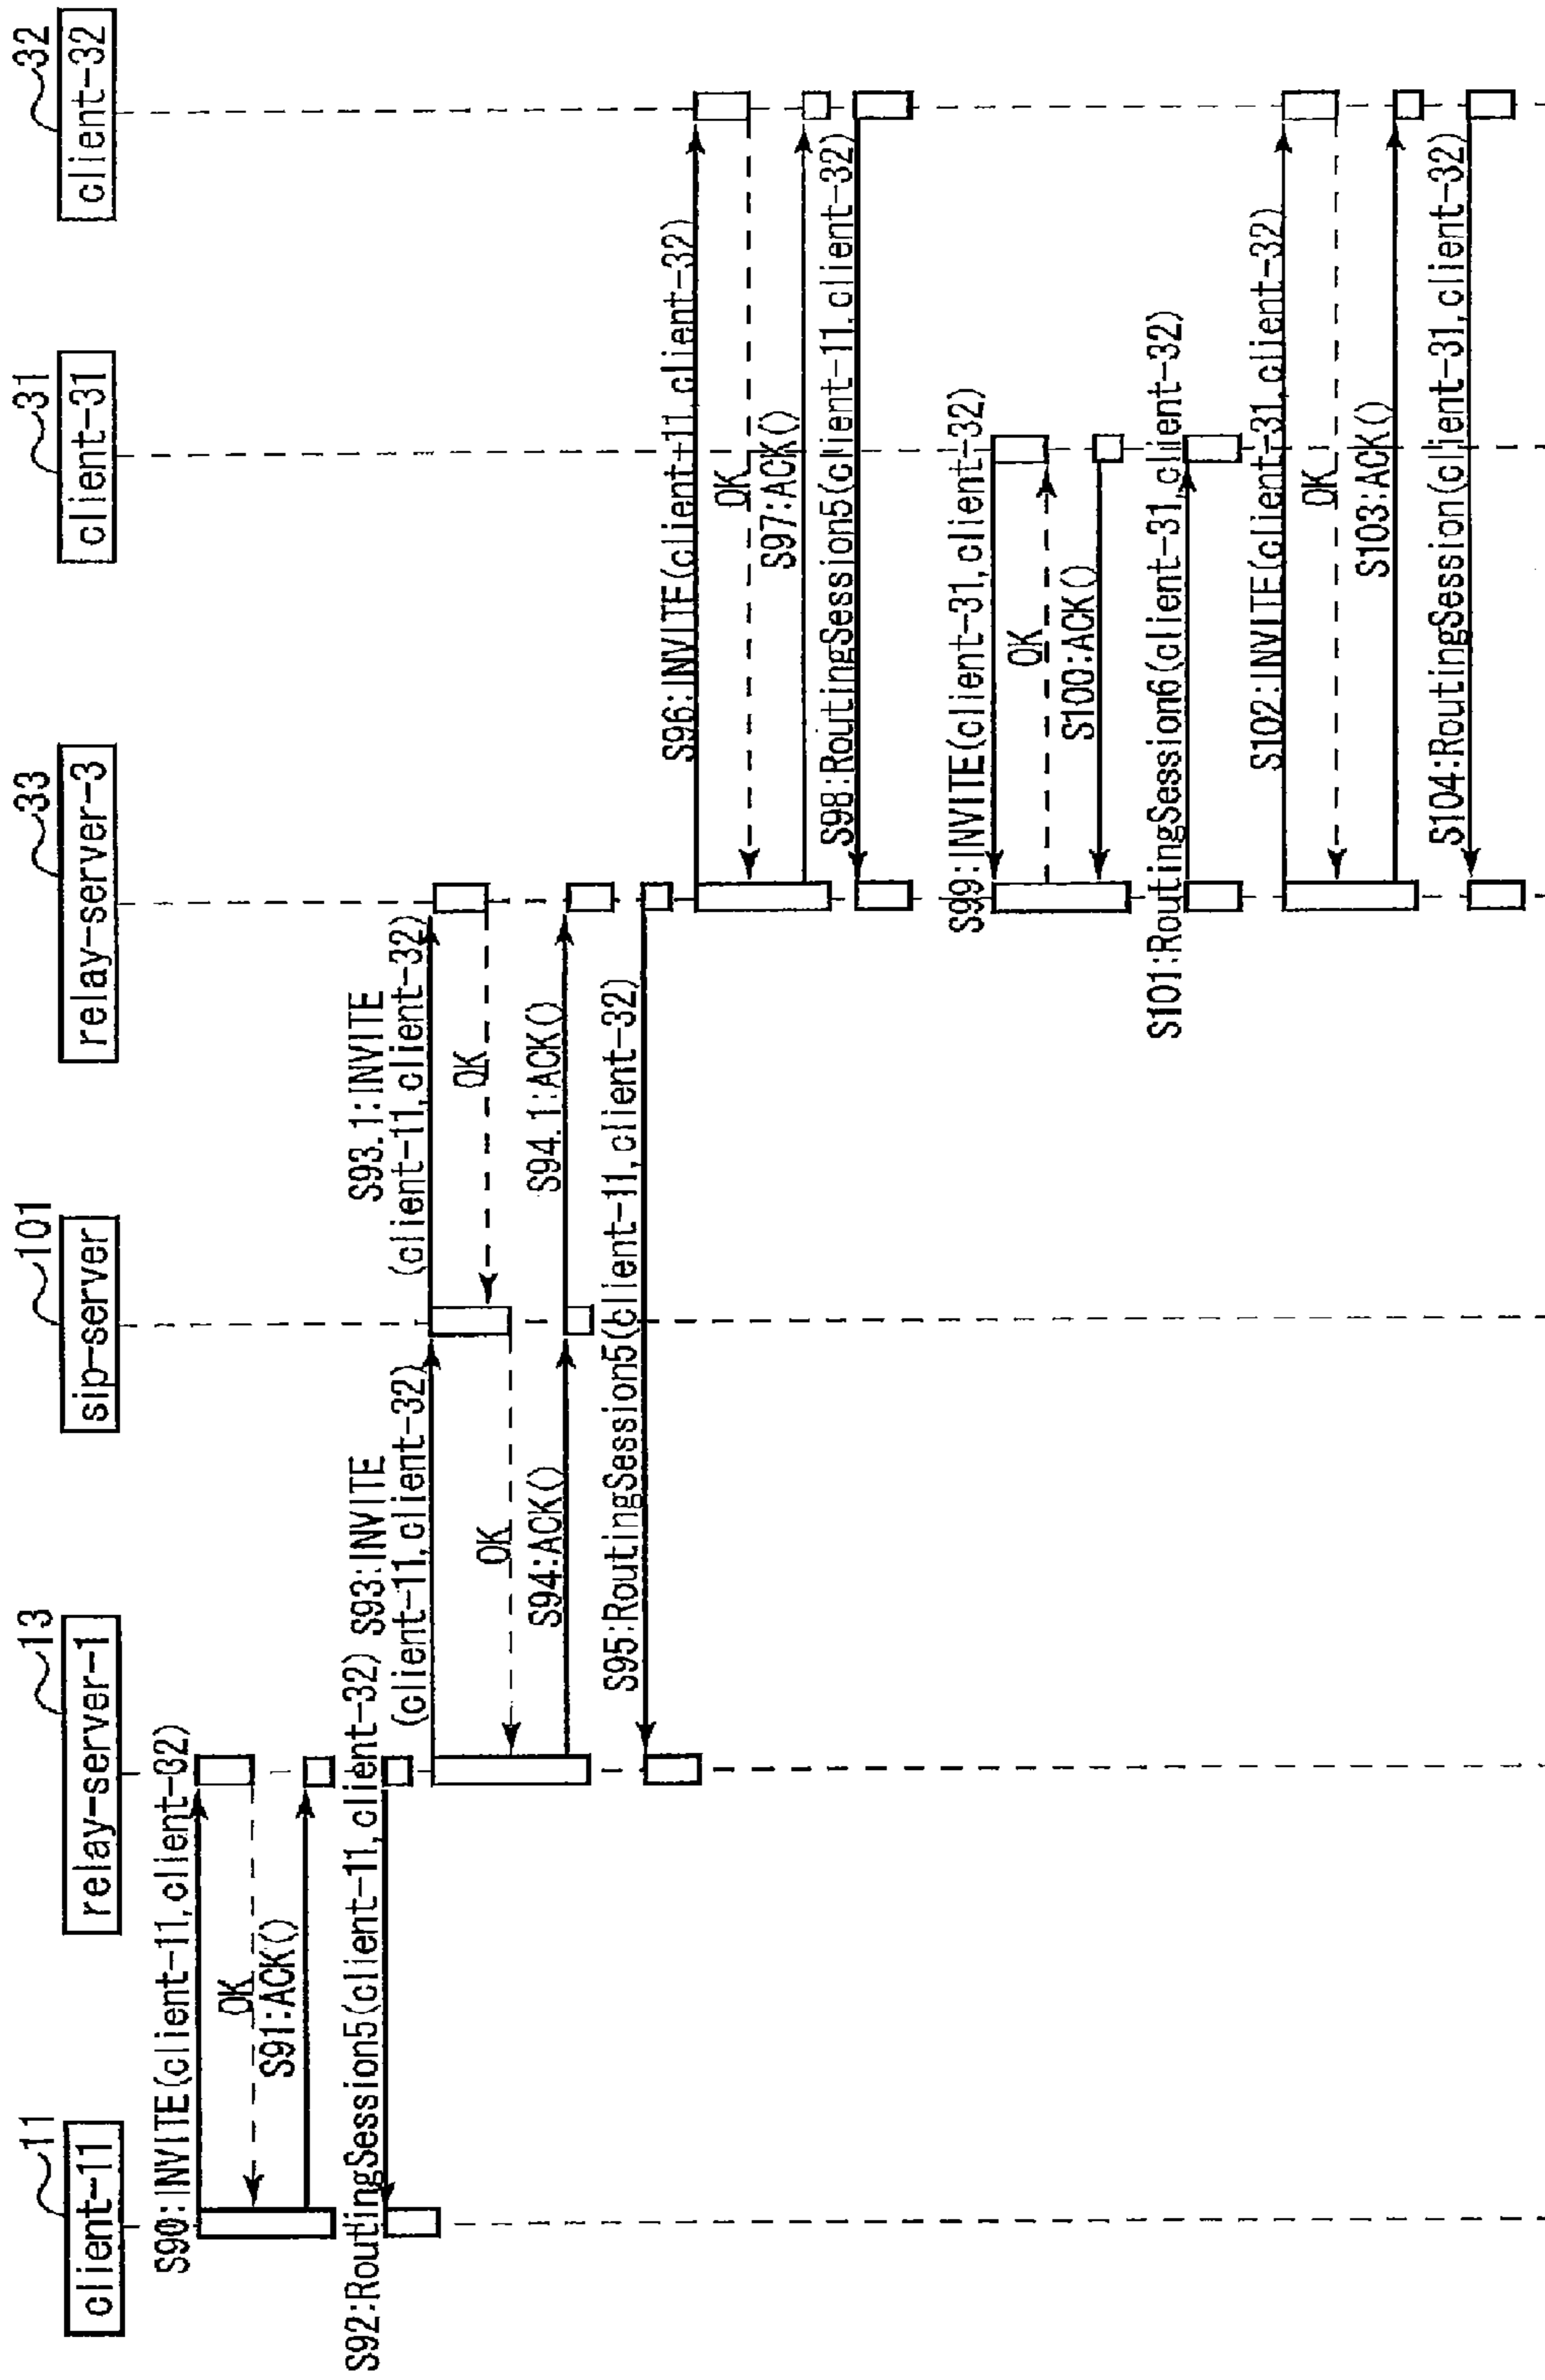 11
client-11
13
relay-server-1
101
sip-server
33
relay-server-3
31
client-31
32
client-32
S90:INVITE(client-11,client-32)
OK
S91:ACK()
S92:RoutingSession5(client-11,client-32)
S93:INVITE
(client-11,client-32)
S93.1:INVITE
(client-11,client-32)
OK
OK
S94:ACK()
S94.1:ACK()
S95:RoutingSession5(client-11,client-32)
S96:INVITE(client-11,client-32)
OK
S97:ACK()
S98:RoutingSession5(client-11,client-32)
S99:INVITE(client-31,client-32)
OK
S100:ACK()
S101:RoutingSession6(client-31,client-32)
S102:INVITE(client-31,client-32)
OK
S103:ACK()
S104:RoutingSession(client-31,client-32)